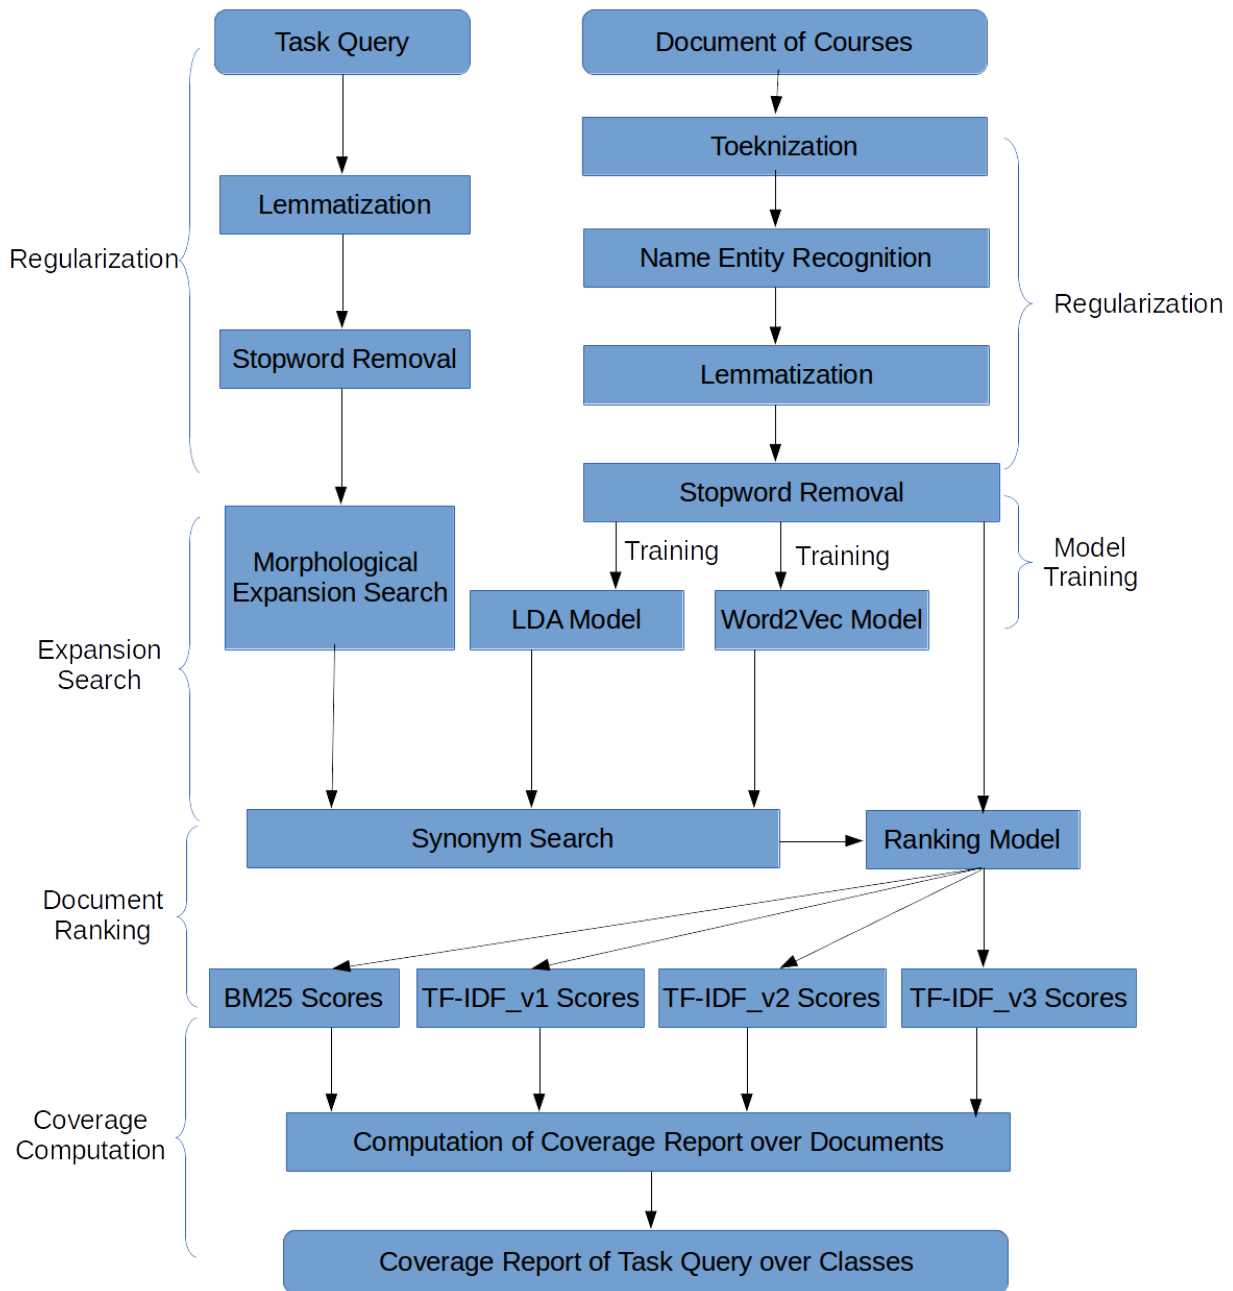 Task Query
Document of Courses
Toeknization
Lemmatization
Name Entity Recognition
Regularization
Regularization
Stopword Removal
Lemmatization
Stopword Removal
Morphological
Expansion Search
Training
Training
Model
Training
LDA Model
Word2Vec Model
Expansion
Search
Synonym Search
Ranking Model
Document
Ranking
BM25 Scores
TF-IDF_v1 Scores
TF-IDF_v2 Scores
TF-IDF_v3 Scores
Coverage
Computation
Computation of Coverage Report over Documents
Coverage Report of Task Query over Classes